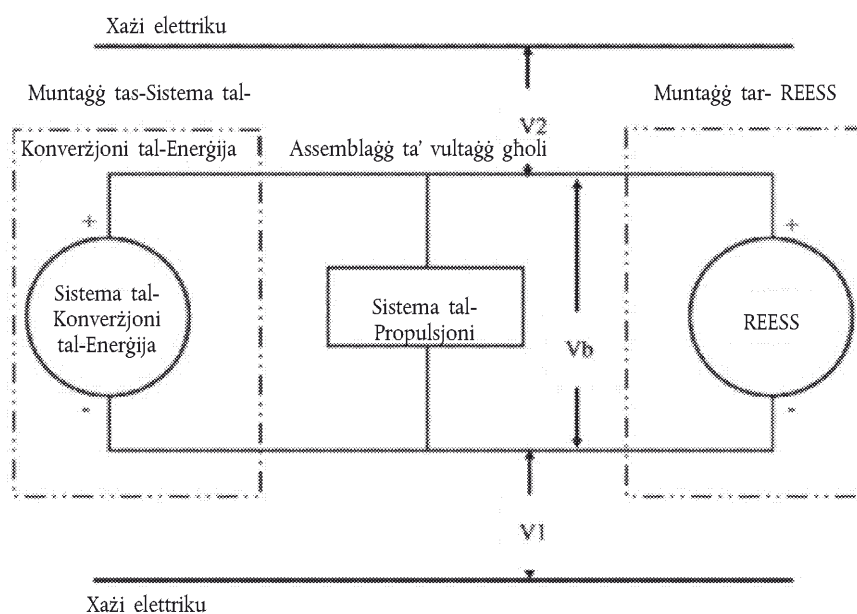 Xażi elettriku
Muntaġġ tas-Sistema tal-
Muntaġġ tar- REESS
V2
Konverżjoni tal-Enerġija
Assemblaġġ ta' vultaġġ għoli
+
+
Sistema tal-
Konverżjoni
tal-Enerġija
Sistema tal-
Propulsjoni
REESS
Vb
-
-
V1
Xażi elettriku